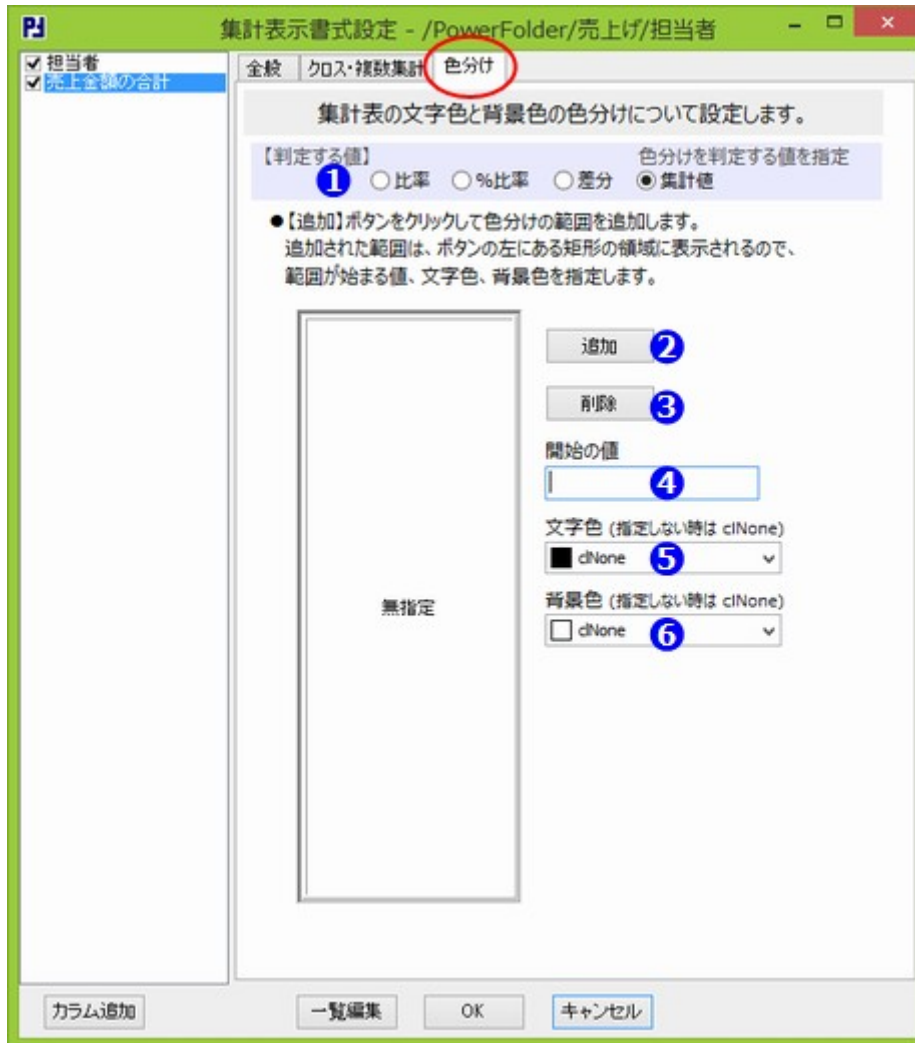 集計表示書式設定 - /PowerFolder/売上げ/担当者
担当者
売上金額の合計
全般 クロス・複数集計 色分け
集計表の文字色と背景色の色分けについて設定します。
【判定する値】 色分けを判定する値を指定
1 比率 %比率 差分 集計値
●【追加】ボタンをクリックして色分けの範囲を追加します。
追加された範囲は、ボタンの左にある矩形の領域に表示されるので、
範囲が始まる値、文字色、背景色を指定します。
追加 2
削除 3
開始の値
4
文字色 (指定しない時は clNone)
clNone 5
無指定
背景色 (指定しない時は clNone)
clNone 6
カラム追加 一覧編集 OK キャンセル